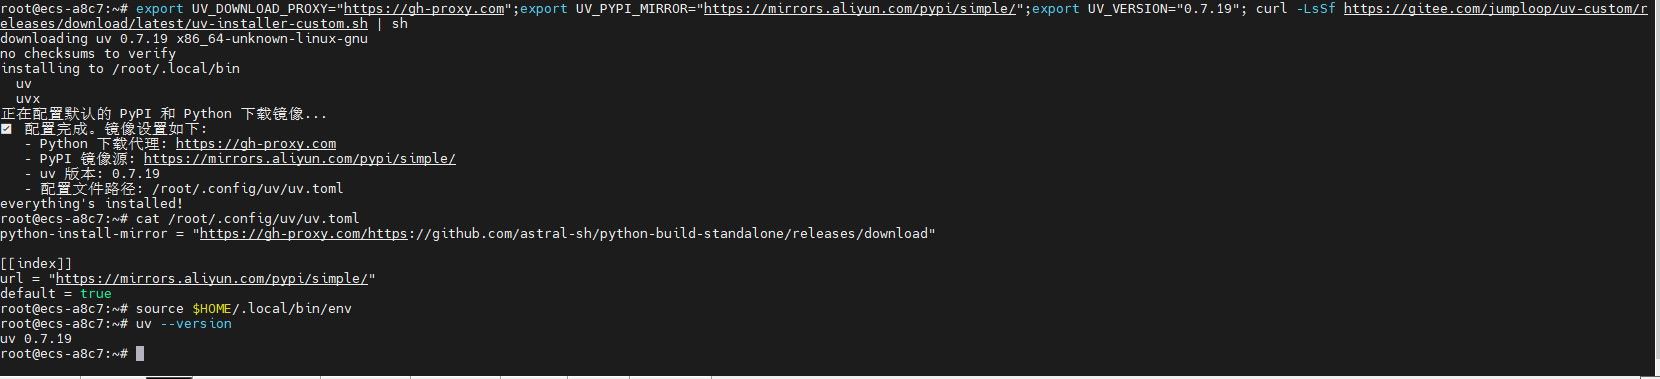 root@ecs-a8c7:~# export UV_DOWNLOAD_PROXY="https://gh-proxy.com";export UV_PYPI_MIRROR="https://mirrors.aliyun.com/pypi/simple/";export UV_VERSION="0.7.19"; curl -LsSf https://gitee.com/jumploop/uv-custom/r
eleases/download/latest/uv-installer-custom.sh | sh
downloading uv 0.7.19 x86_64-unknown-linux-gnu
no checksums to verify
installing to /root/.local/bin
  uv
  uvx
正在配置默认的 PyPI 和 Python 下载镜像...
✅ 配置完成。镜像设置如下:
   - Python 下载代理: https://gh-proxy.com
   - PyPI 镜像源: https://mirrors.aliyun.com/pypi/simple/
   - uv 版本: 0.7.19
   - 配置文件路径: /root/.config/uv/uv.toml
everything's installed!
root@ecs-a8c7:~# cat /root/.config/uv/uv.toml
python-install-mirror = "https://gh-proxy.com/https://github.com/astral-sh/python-build-standalone/releases/download"
[[index]]
url = "https://mirrors.aliyun.com/pypi/simple/"
default = true
root@ecs-a8c7:~# source $HOME/.local/bin/env
root@ecs-a8c7:~# uv --version
uv 0.7.19
root@ecs-a8c7:~#